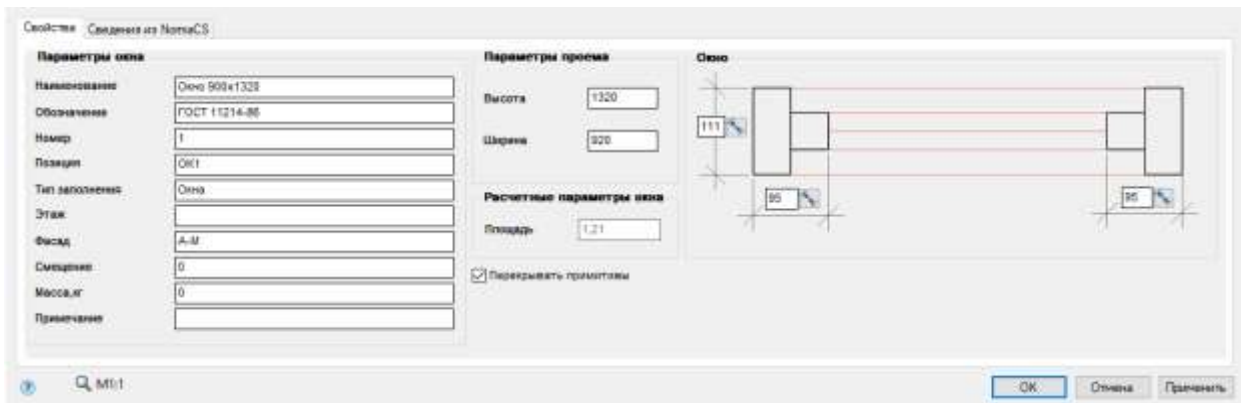 Свойства Сведения из NormaCS
Параметры окна
Наименование Окно 900x1320
Обозначение ГОСТ 11214-86
Номер 1
Позиция ОК1
Тип заполнения Окна
Этаж
Фасад А-М
Смещение 0
Масса,кг 0
Примечание
Параметры проема
Высота 1320
Ширина 920
Расчетные параметры окна
Площадь 1,21
Перекрывать примитивы
Окно
111
95 95
М1:1
ОК Отмена Применить